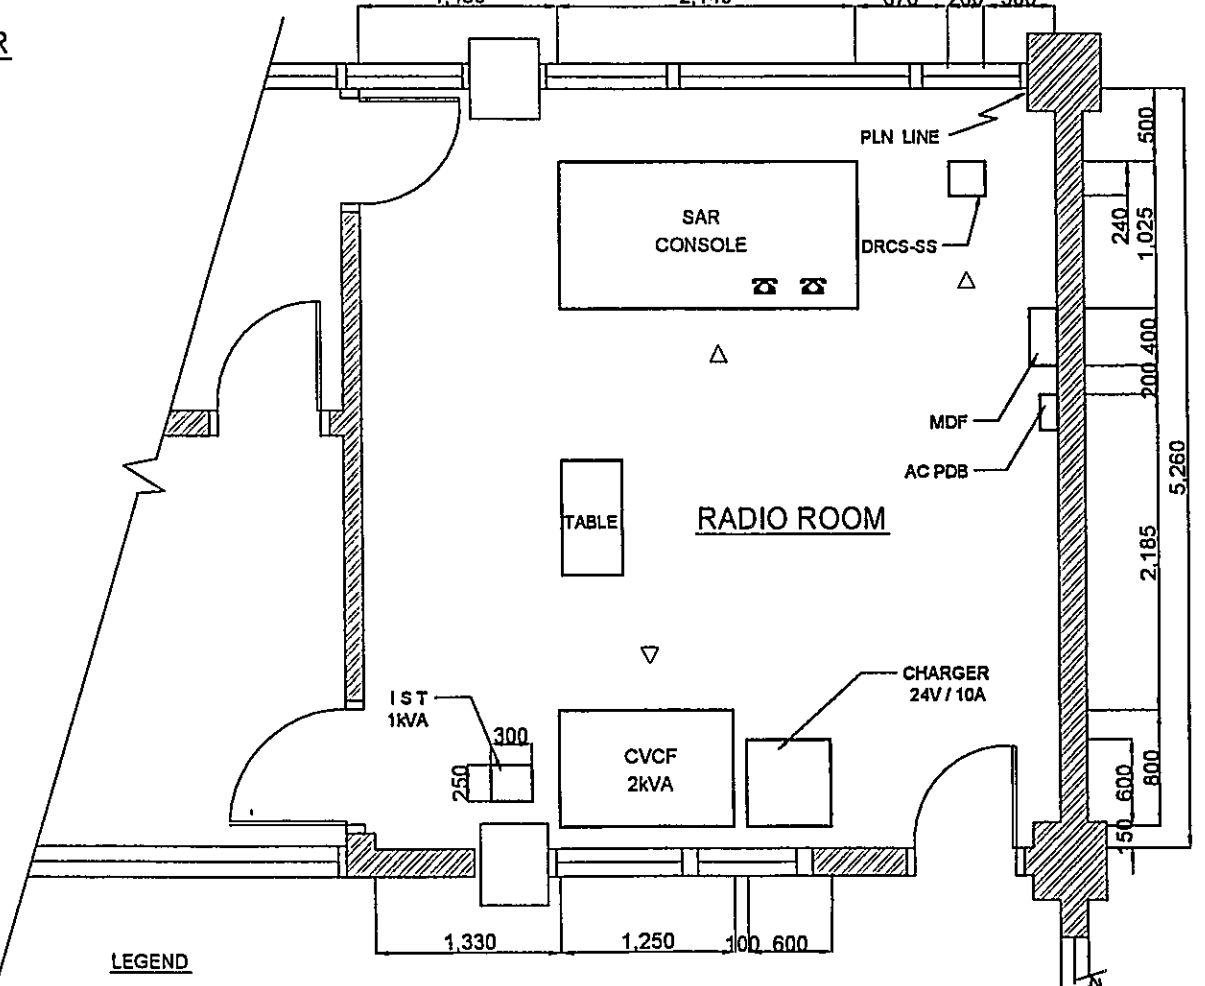 R
PLN LINE
500
SAR
CONSOLE
DRCS-SS
240
1,025
400
200
MDF
AC PDB
5,260
TABLE
RADIO ROOM
2,185
I S T
1kVA
CHARGER
24V / 10A
300
250
CVCF
2kVA
600
800
1,330
1,250
100
600
LEGEND